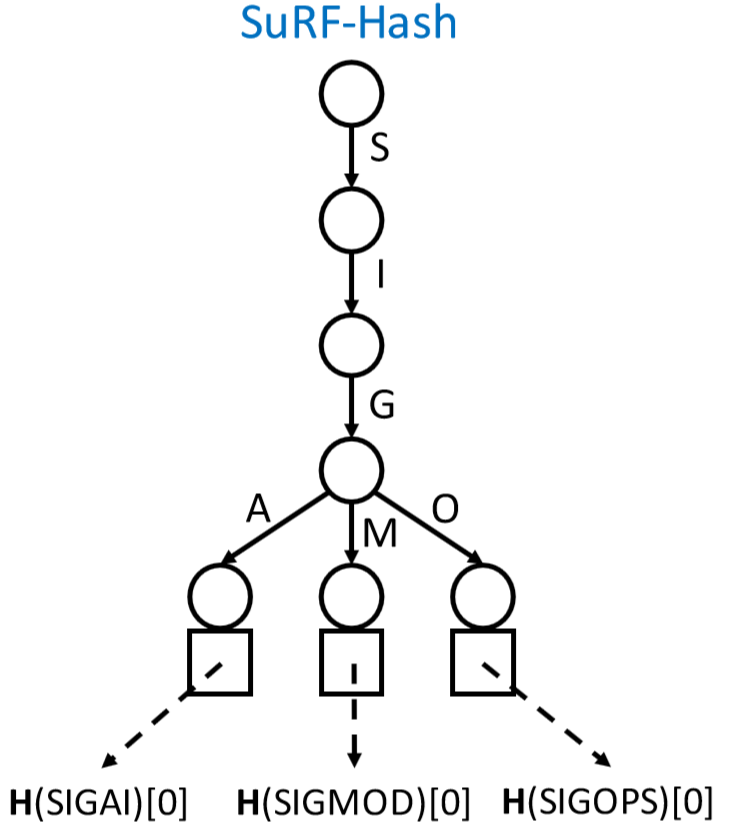 SuRF-Hash
S
I
G
A
M
O
H(SIGAI)[0]
H(SIGMOD)[0]
H(SIGOPS)[0]